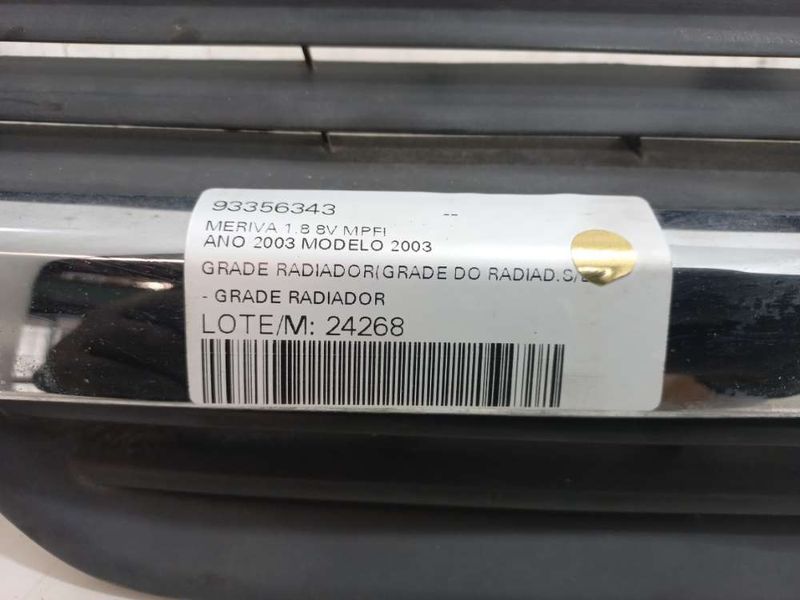 93356343 --
MERIVA 1.8 8V MPFI
ANO 2003 MODELO 2003
GRADE RADIADOR(GRADE DO RADIAD.S/
- GRADE RADIADOR
LOTE/M: 24268